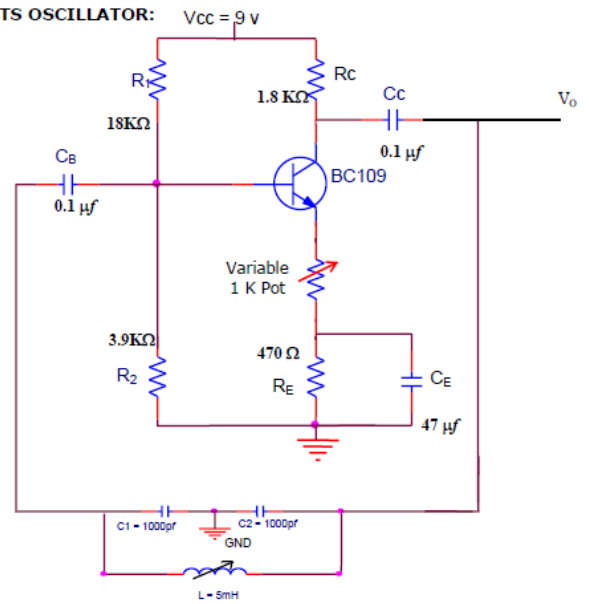 TS OSCILLATOR:
Vcc = 9 v
R1
18KΩ
Rc
1.8 KΩ
Cc
0.1 μf
Vo
CB
0.1 μf
BC109
Variable
1 K Pot
3.9KΩ
R2
470 Ω
RE
CE
47 μf
C1 = 1000pf
C2 = 1000pf
GND
L = 5mH